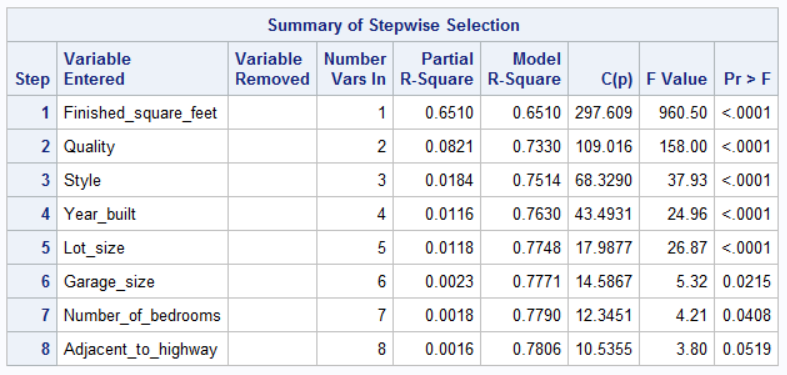 Summary of Stepwise Selection
Step Variable Entered Variable Removed Number Vars In Partial R-Square Model R-Square C(p) F Value Pr > F
1 Finished_square_feet 1 0.6510 0.6510 297.609 960.50 <.0001
2 Quality 2 0.0821 0.7330 109.016 158.00 <.0001
3 Style 3 0.0184 0.7514 68.3290 37.93 <.0001
4 Year_built 4 0.0116 0.7630 43.4931 24.96 <.0001
5 Lot_size 5 0.0118 0.7748 17.9877 26.87 <.0001
6 Garage_size 6 0.0023 0.7771 14.5867 5.32 0.0215
7 Number_of_bedrooms 7 0.0018 0.7790 12.3451 4.21 0.0408
8 Adjacent_to_highway 8 0.0016 0.7806 10.5355 3.80 0.0519